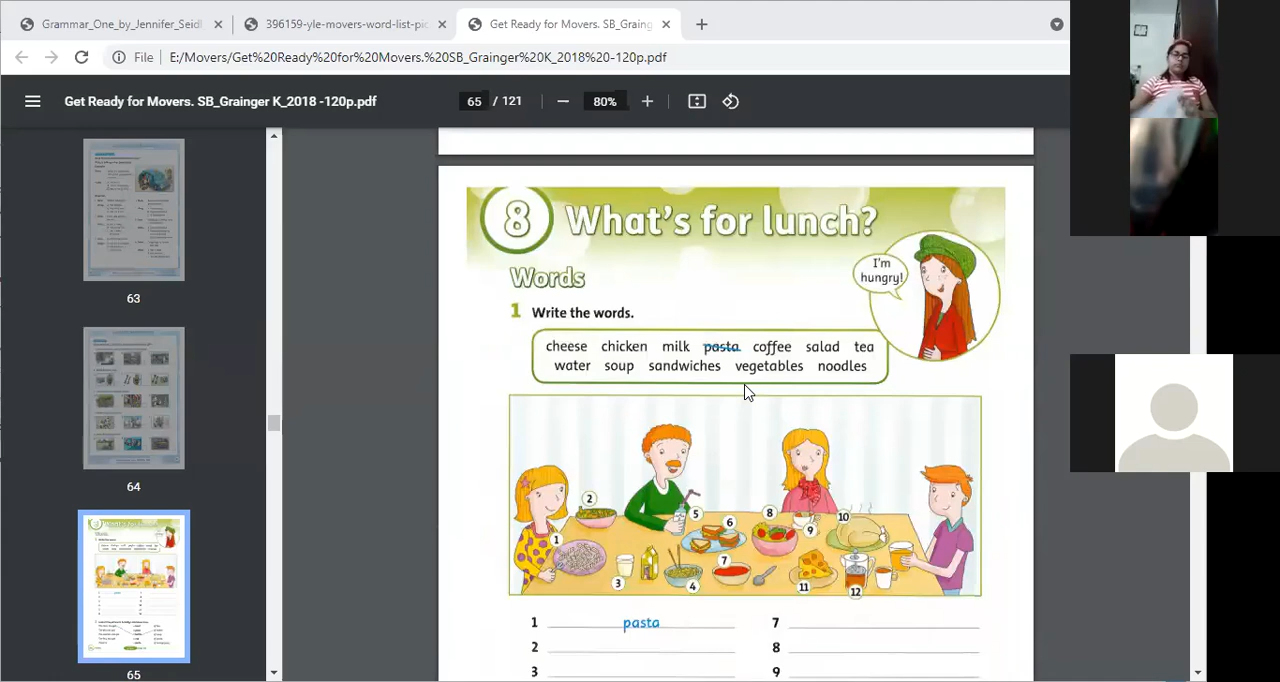 Grammar_One_by_Jennifer_Seidl
396159-yle-movers-word-list-pic
Get Ready for Movers. SB_Graing
File
E:/Movers/Get%20Ready%20for%20Movers.%20SB_Grainger%20K_2018%20-120p.pdf
Get Ready for Movers. SB_Grainger K_2018 -120p.pdf
65 / 121
80%
8 What's for lunch?
I'm
hungry!
Words
1 Write the words.
cheese chicken milk pasta coffee salad tea
water soup sandwiches vegetables noodles
1 2 3 4 5 6 7 8 9 10 11 12
1 pasta
2
3
7
8
9
63
64
65